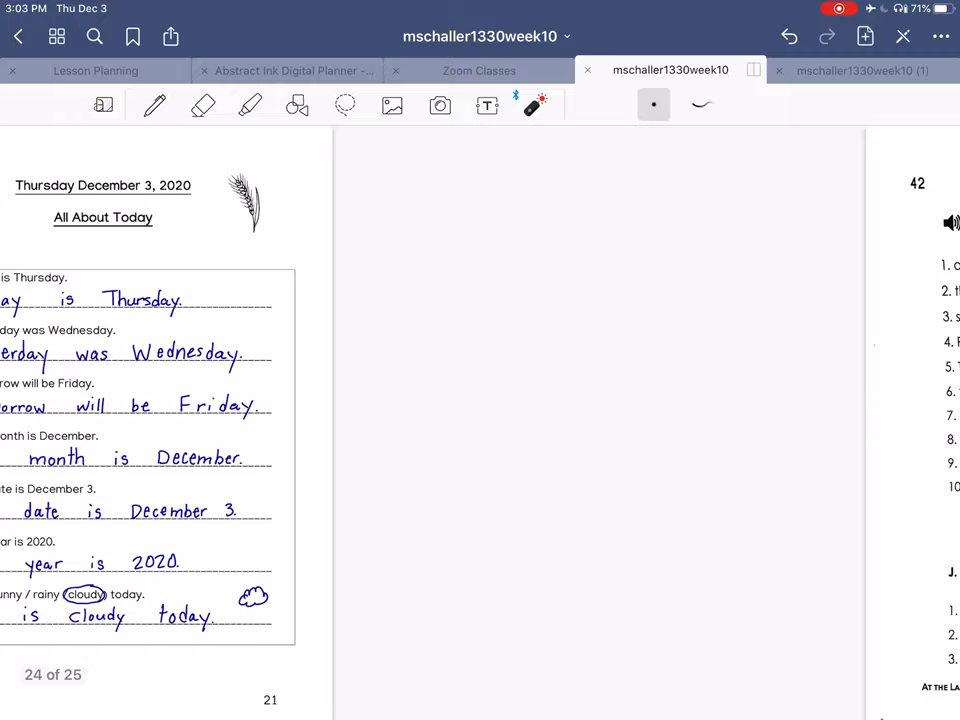 3:03 PM Thu Dec 3 71%
mschaller1330week10
Lesson Planning
Abstract Ink Digital Planner -...
Zoom Classes
mschaller1330week10
mschaller1330week10 (1)
T
Thursday December 3, 2020
All About Today
is Thursday.
ay is Thursday.
day was Wednesday.
erday was Wednesday.
row will be Friday.
orrow will be Friday.
onth is December.
month is December.
te is December 3.
date is December 3.
ar is 2020.
year is 2020.
unny / rainy / cloudy today.
is cloudy today.
24 of 25
21
42
1.
2.
3.
4.
5.
6.
7.
8.
9.
10
J.
1.
2.
3.
AT THE LA